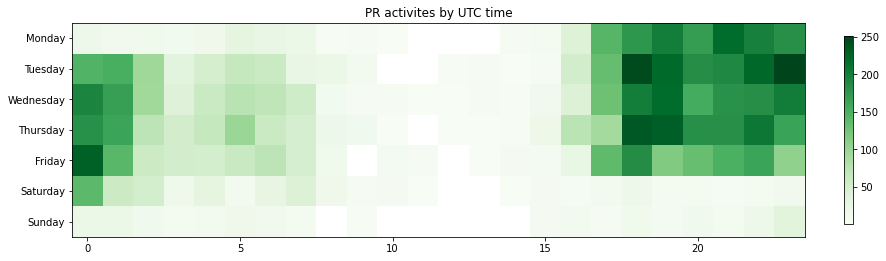 PR activites by UTC time
Monday
Tuesday
Wednesday
Thursday
Friday
Saturday
Sunday
0 5 10 15 20
250
200
150
100
50